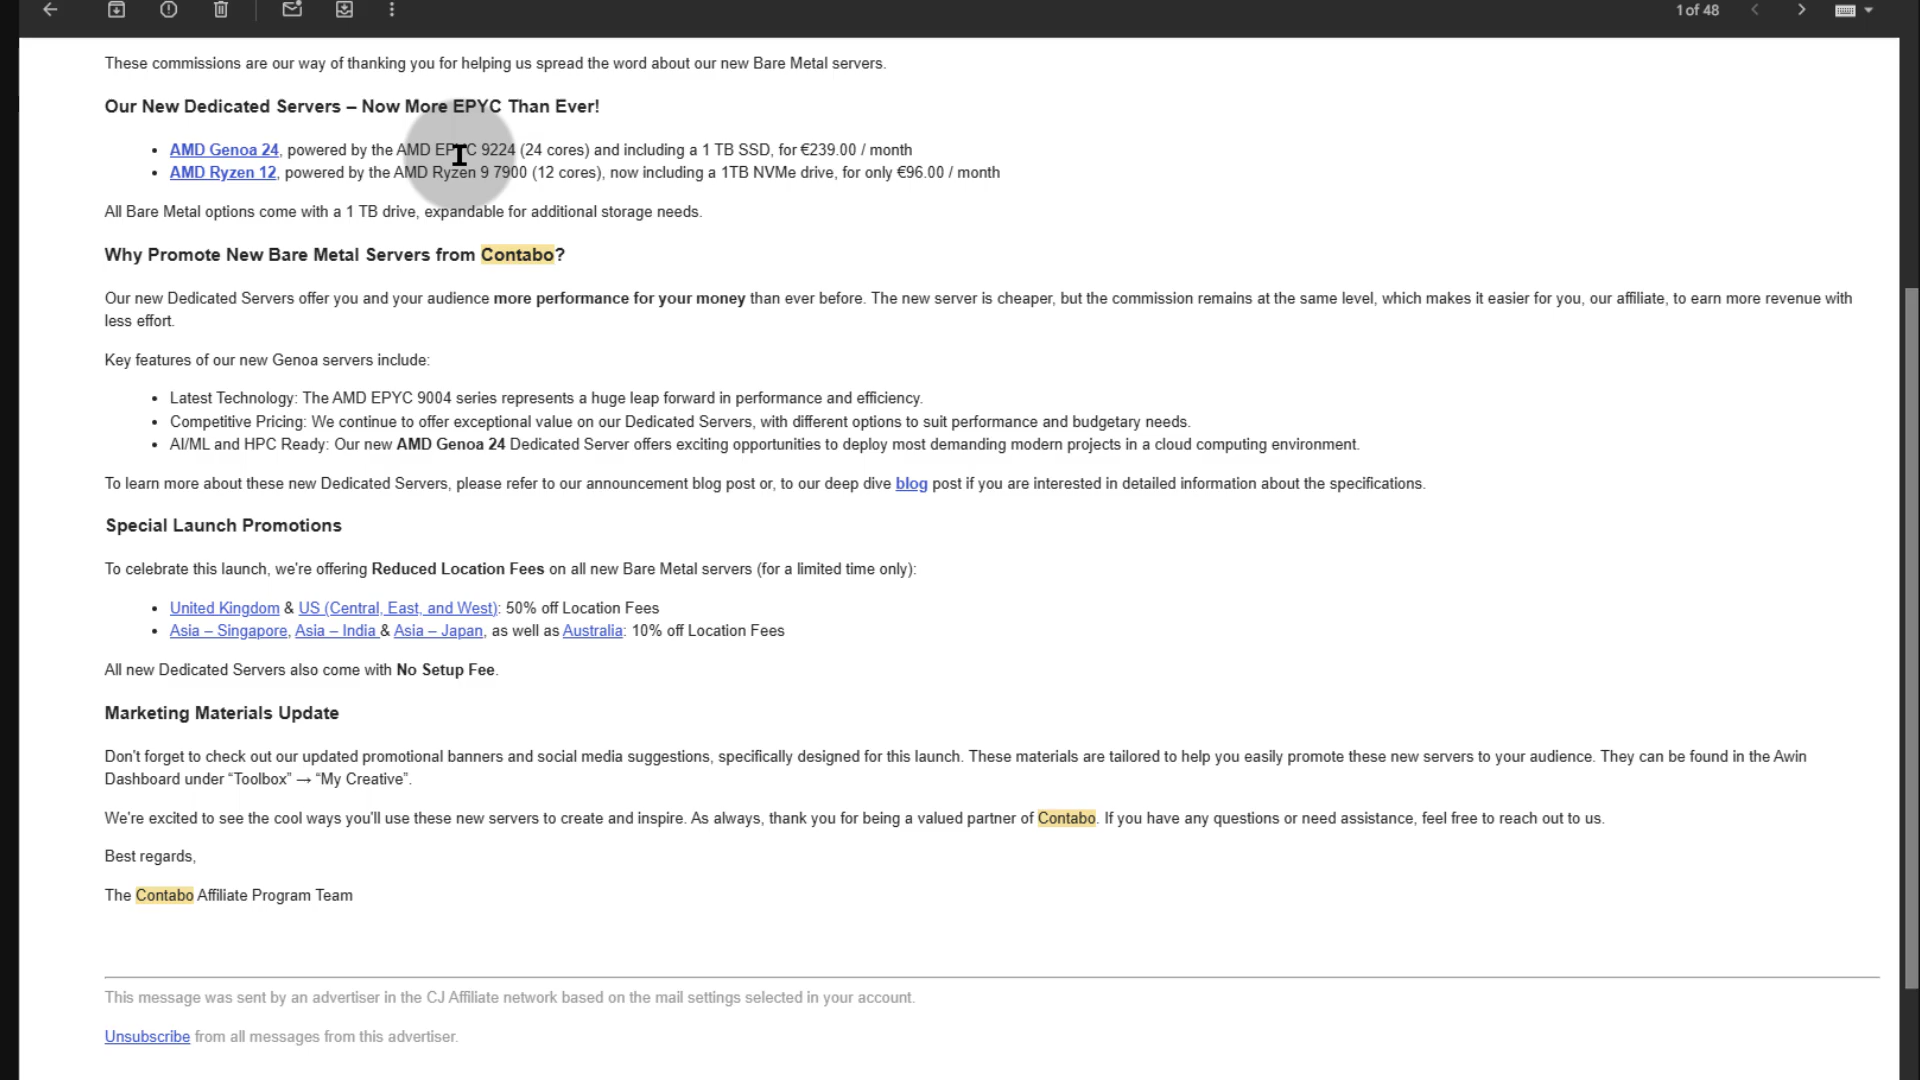 1 of 48
These commissions are our way of thanking you for helping us spread the word about our new Bare Metal servers.
Our New Dedicated Servers – Now More EPYC Than Ever!
• AMD Genoa 24, powered by the AMD EPYC 9224 (24 cores) and including a 1 TB SSD, for €239.00 / month
• AMD Ryzen 12, powered by the AMD Ryzen 9 7900 (12 cores), now including a 1TB NVMe drive, for only €96.00 / month
All Bare Metal options come with a 1 TB drive, expandable for additional storage needs.
Why Promote New Bare Metal Servers from Contabo?
Our new Dedicated Servers offer you and your audience more performance for your money than ever before. The new server is cheaper, but the commission remains at the same level, which makes it easier for you, our affiliate, to earn more revenue with
less effort.
Key features of our new Genoa servers include:
• Latest Technology: The AMD EPYC 9004 series represents a huge leap forward in performance and efficiency.
• Competitive Pricing: We continue to offer exceptional value on our Dedicated Servers, with different options to suit performance and budgetary needs.
• AI/ML and HPC Ready: Our new AMD Genoa 24 Dedicated Server offers exciting opportunities to deploy most demanding modern projects in a cloud computing environment.
To learn more about these new Dedicated Servers, please refer to our announcement blog post or, to our deep dive blog post if you are interested in detailed information about the specifications.
Special Launch Promotions
To celebrate this launch, we're offering Reduced Location Fees on all new Bare Metal servers (for a limited time only):
• United Kingdom & US (Central, East, and West): 50% off Location Fees
• Asia – Singapore, Asia – India & Asia – Japan, as well as Australia: 10% off Location Fees
All new Dedicated Servers also come with No Setup Fee.
Marketing Materials Update
Don't forget to check out our updated promotional banners and social media suggestions, specifically designed for this launch. These materials are tailored to help you easily promote these new servers to your audience. They can be found in the Awin
Dashboard under “Toolbox” → “My Creative”.
We're excited to see the cool ways you'll use these new servers to create and inspire. As always, thank you for being a valued partner of Contabo. If you have any questions or need assistance, feel free to reach out to us.
Best regards,
The Contabo Affiliate Program Team
This message was sent by an advertiser in the CJ Affiliate network based on the mail settings selected in your account.
Unsubscribe from all messages from this advertiser.